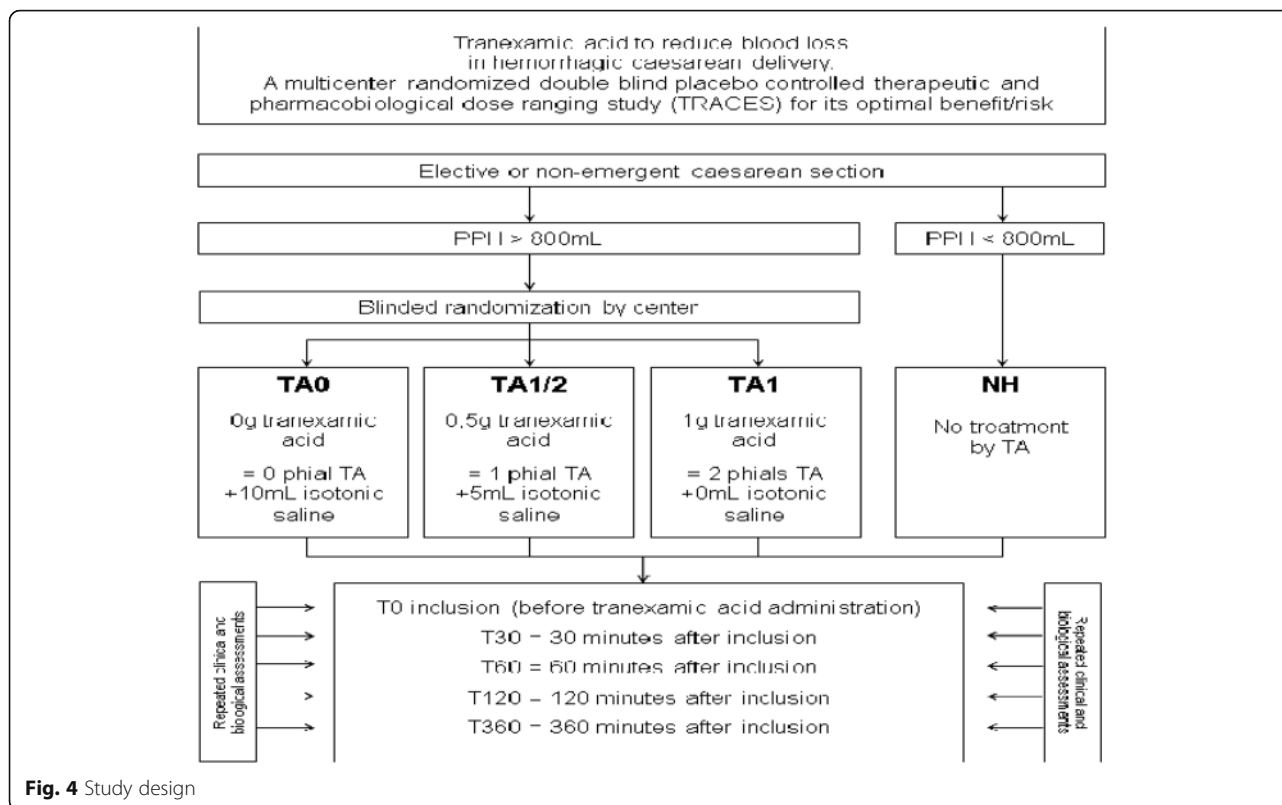 Tranexamic acid to reduce blood loss
in hemorrhagic caesarean delivery.
A multicenter randomized double blind placebo controlled therapeutic and
pharmacobiological dose ranging study (TRACES) for its optimal benefit/risk
Elective or non-emergent caesarean section
PPH > 800mL
PPH < 800mL
Blinded randomization by center
TA0
0g tranexamic
acid
= 0 phial TA
+10mL isotonic
saline
TA1/2
0,5g tranexamic
acid
= 1 phial TA
+5mL isotonic
saline
TA1
1g tranexamic
acid
= 2 phials TA
+0mL isotonic
saline
NH
No treatment
by TA
Repeated clinical and
biological assessments
T0 inclusion (before tranexamic acid administration)
T30 = 30 minutes after inclusion
T60 = 60 minutes after inclusion
T120 = 120 minutes after inclusion
T360 = 360 minutes after inclusion
Repeated clinical and
biological assessments
Fig. 4 Study design